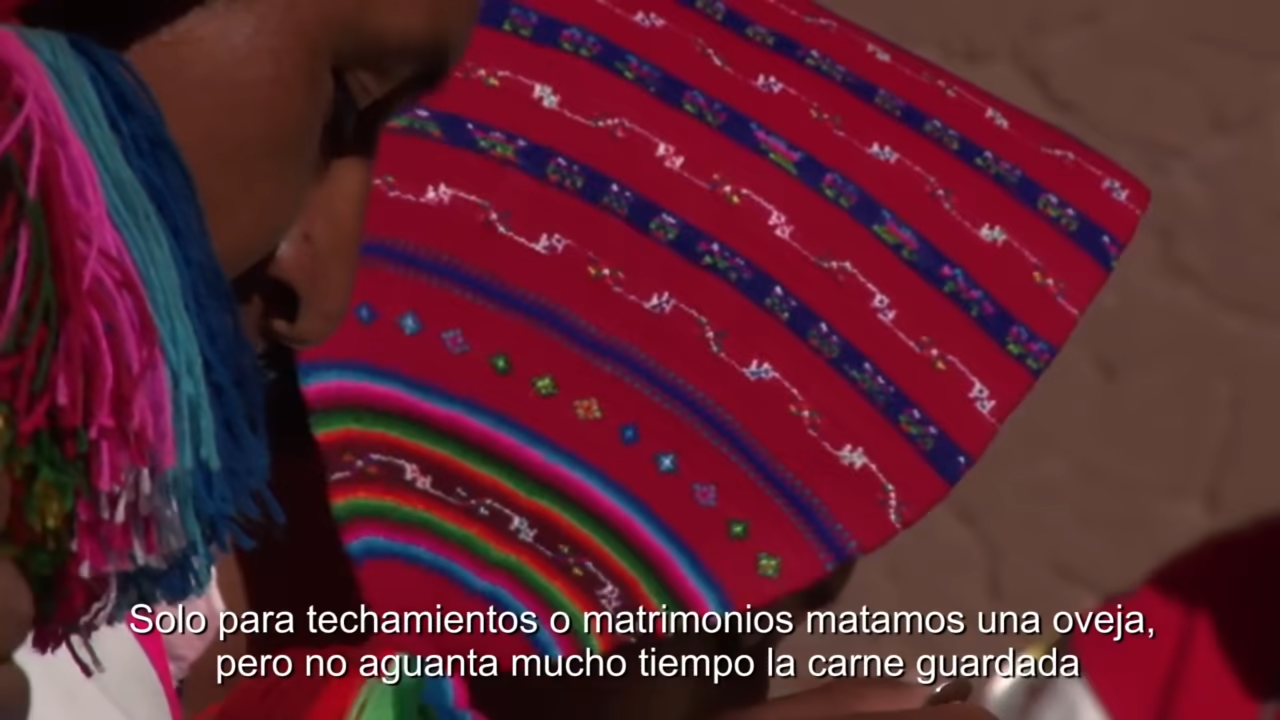 Solo para techamientos o matrimonios matamos una oveja,
pero no aguanta mucho tiempo la carne guardada